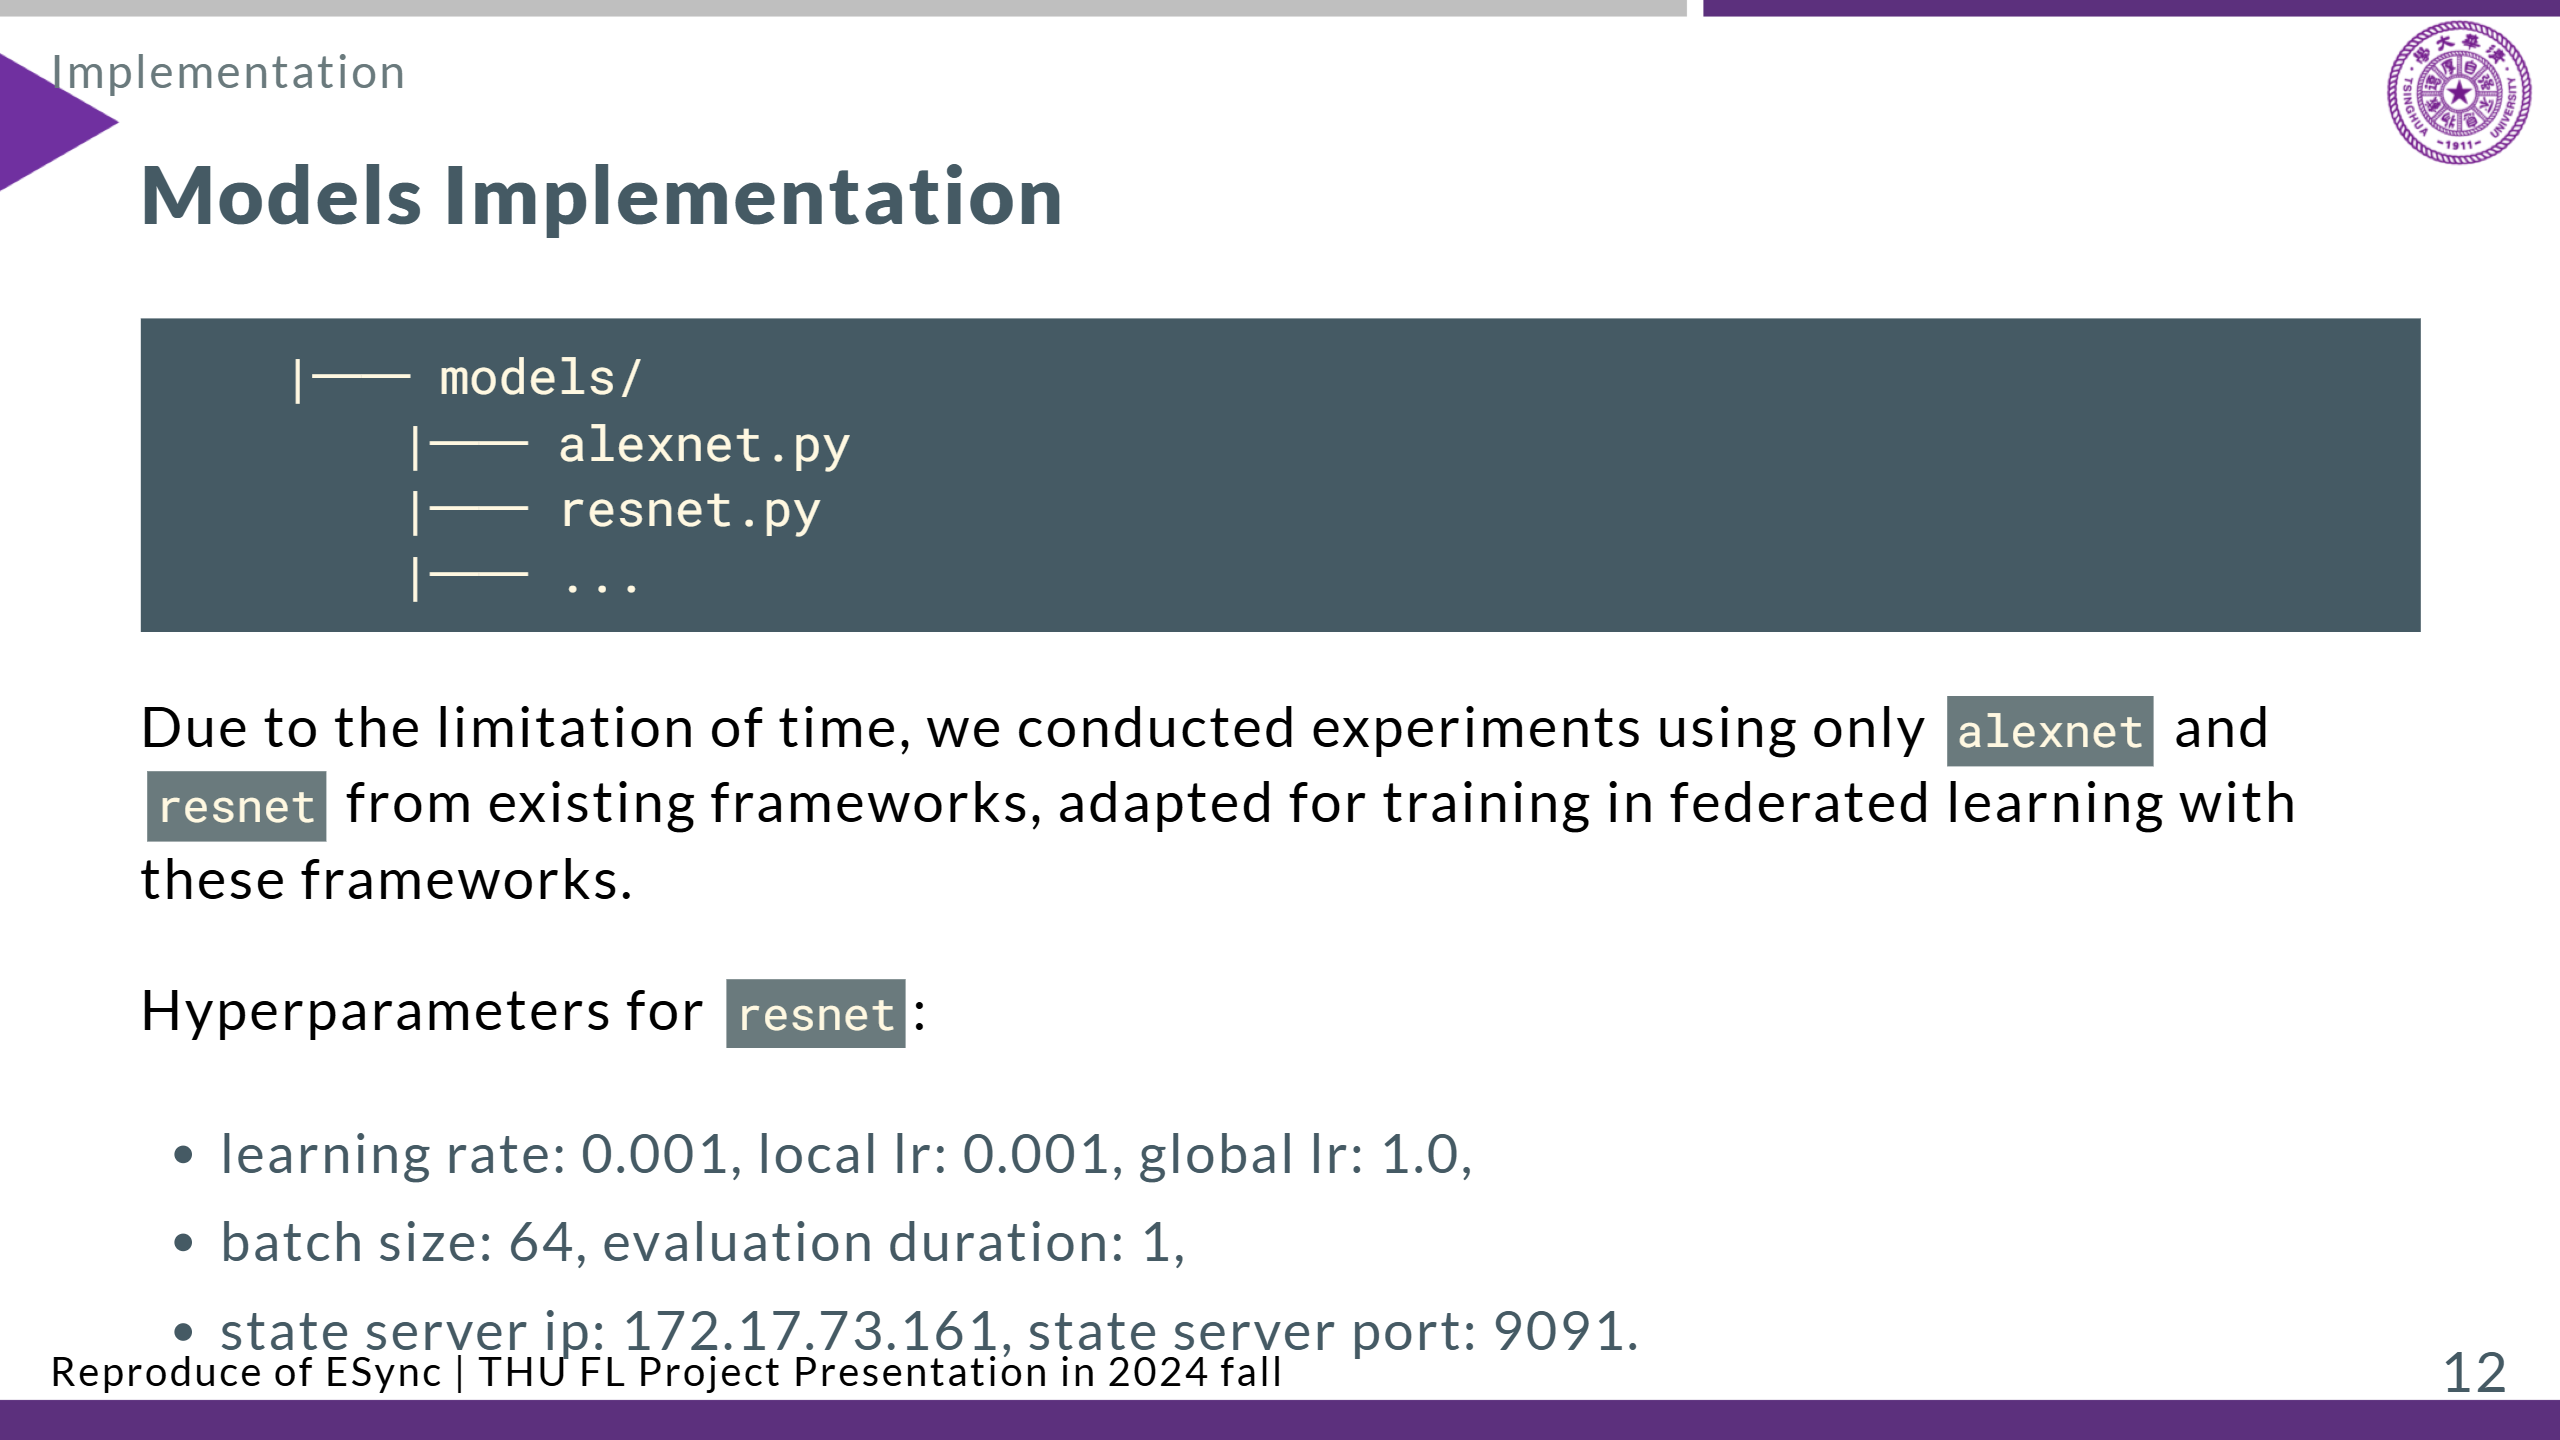 Implementation
TSINGHUA UNIVERSITY
-1911-
Models Implementation
|—— models/
|—— alexnet.py
|—— resnet.py
|—— ...
Due to the limitation of time, we conducted experiments using only alexnet and
resnet from existing frameworks, adapted for training in federated learning with
these frameworks.
Hyperparameters for resnet:
• learning rate: 0.001, local lr: 0.001, global lr: 1.0,
• batch size: 64, evaluation duration: 1,
• state server ip: 172.17.73.161, state server port: 9091.
Reproduce of ESync | THU FL Project Presentation in 2024 fall
12